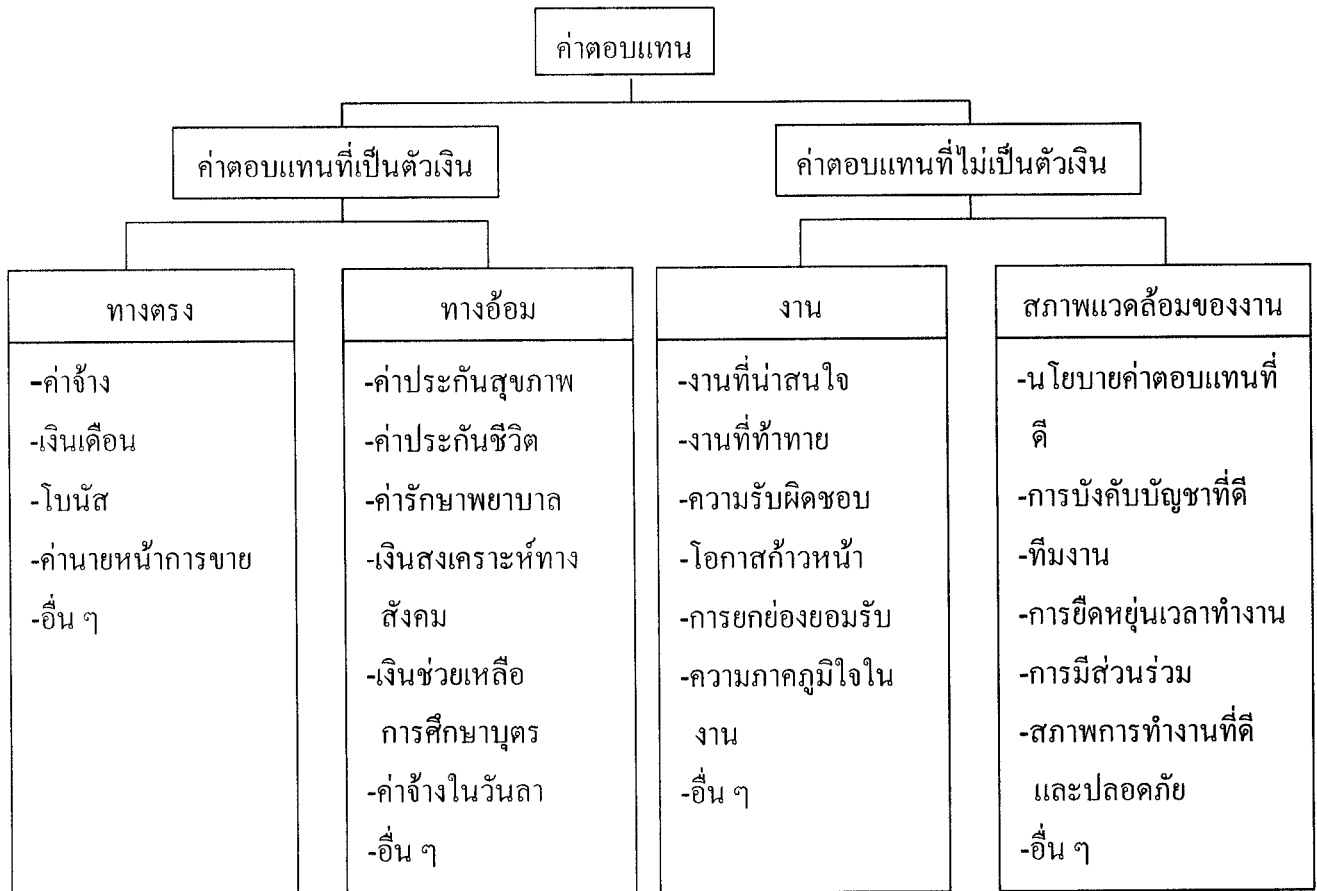 ค่าตอบแทน
ค่าตอบแทนที่เป็นตัวเงิน
ค่าตอบแทนที่ไม่เป็นตัวเงิน
ทางตรง
-ค่าจ้าง
-เงินเดือน
-โบนัส
-ค่านายหน้าการขาย
-อื่น ๆ
ทางอ้อม
-ค่าประกันสุขภาพ
-ค่าประกันชีวิต
-ค่ารักษาพยาบาล
-เงินสงเคราะห์ทาง
สังคม
-เงินช่วยเหลือ
การศึกษาบุตร
-ค่าจ้างในวันลา
-อื่น ๆ
งาน
-งานที่น่าสนใจ
-งานที่ท้าทาย
-ความรับผิดชอบ
-โอกาสก้าวหน้า
-การยกย่องยอมรับ
-ความภาคภูมิใจใน
งาน
-อื่น ๆ
สภาพแวดล้อมของงาน
-นโยบายค่าตอบแทนที่
ดี
-การบังคับบัญชาที่ดี
-ทีมงาน
-การยืดหยุ่นเวลาทำงาน
-การมีส่วนร่วม
-สภาพการทำงานที่ดี
และปลอดภัย
-อื่น ๆ